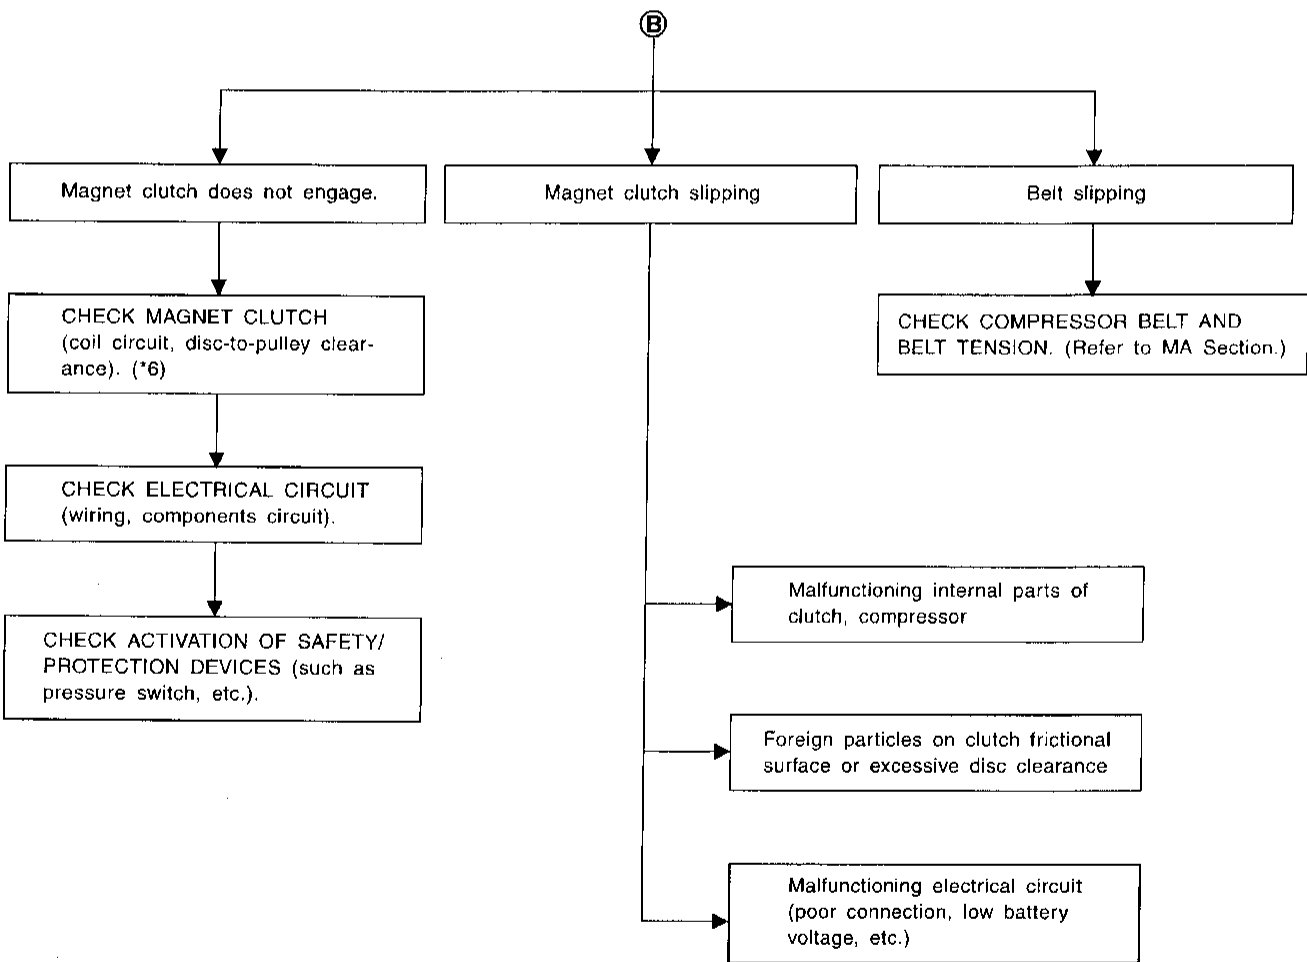 B
Magnet clutch does not engage.
Magnet clutch slipping
Belt slipping
CHECK MAGNET CLUTCH
(coil circuit, disc-to-pulley clear-
ance). (*6)
CHECK COMPRESSOR BELT AND
BELT TENSION. (Refer to MA Section.)
CHECK ELECTRICAL CIRCUIT
(wiring, components circuit).
CHECK ACTIVATION OF SAFETY/
PROTECTION DEVICES (such as
pressure switch, etc.).
Malfunctioning internal parts of
clutch, compressor
Foreign particles on clutch frictional
surface or excessive disc clearance
Malfunctioning electrical circuit
(poor connection, low battery
voltage, etc.)